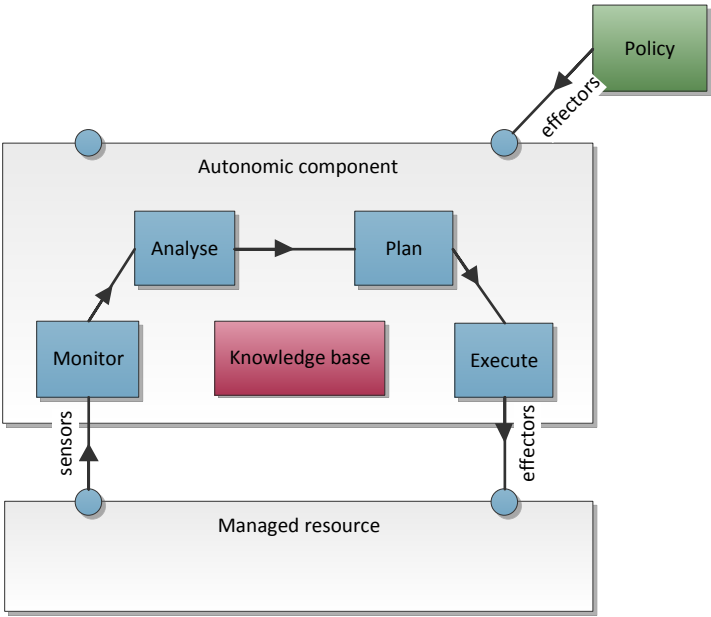 Policy
effectors
Autonomic component
Analyse
Plan
Monitor
Knowledge base
Execute
sensors
effectors
Managed resource